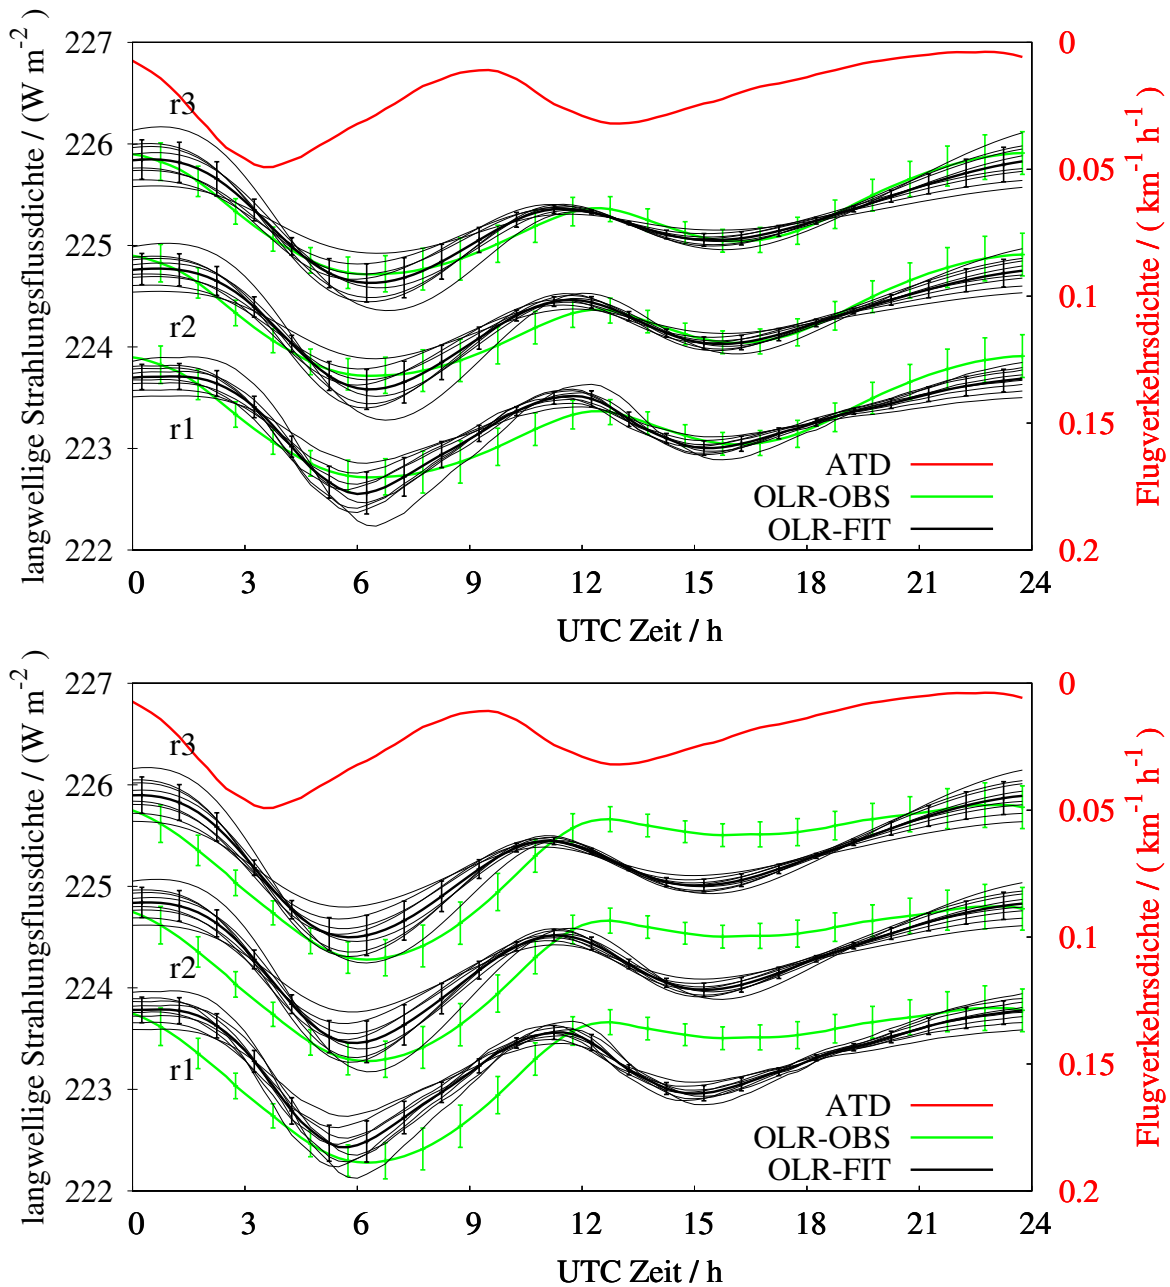 langwellige Strahlungsflussdichte / (W m⁻²)
227
226
225
224
223
222
r3
r2
r1
ATD
OLR-OBS
OLR-FIT
0
0.05
0.1
0.15
0.2
Flugverkehrsdichte / ( km⁻¹ h⁻¹ )
0 3 6 9 12 15 18 21 24
UTC Zeit / h
langwellige Strahlungsflussdichte / (W m⁻²)
227
226
225
224
223
222
r3
r2
r1
ATD
OLR-OBS
OLR-FIT
0
0.05
0.1
0.15
0.2
Flugverkehrsdichte / ( km⁻¹ h⁻¹ )
0 3 6 9 12 15 18 21 24
UTC Zeit / h